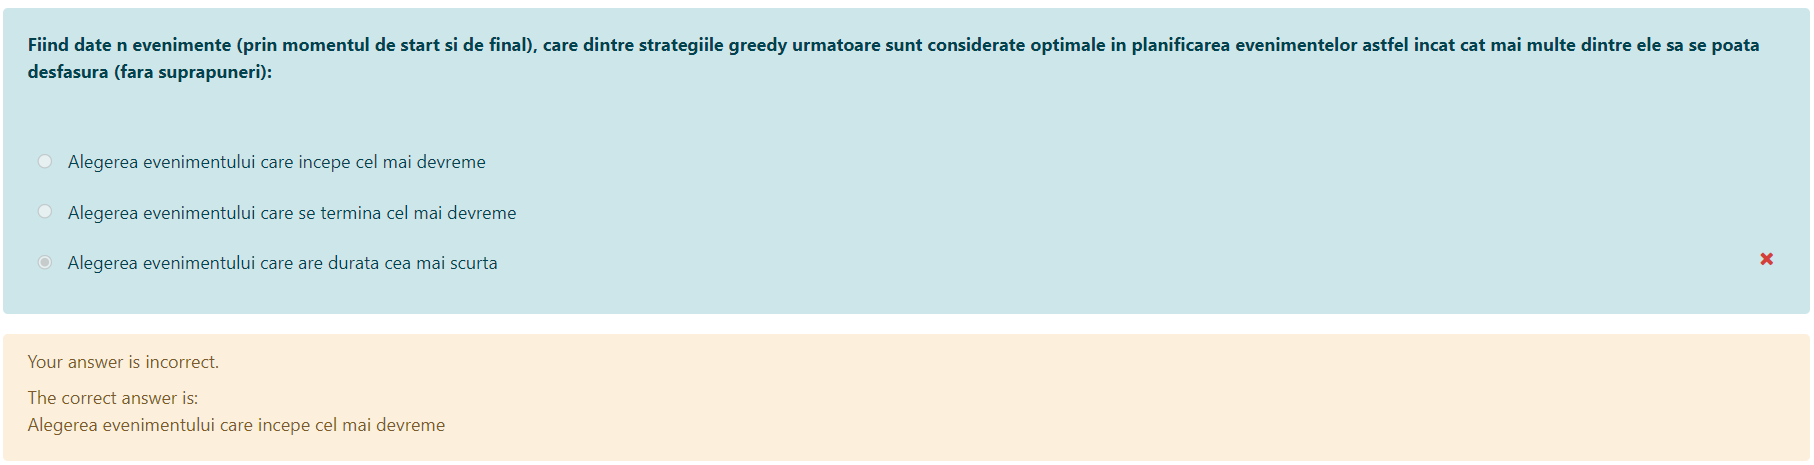 Fiind date n evenimente (prin momentul de start si de final), care dintre strategiile greedy urmatoare sunt considerate optimale in planificarea evenimentelor astfel incat cat mai multe dintre ele sa se poata
desfasura (fara suprapuneri):
Alegerea evenimentului care incepe cel mai devreme
Alegerea evenimentului care se termina cel mai devreme
Alegerea evenimentului care are durata cea mai scurta
Your answer is incorrect.
The correct answer is:
Alegerea evenimentului care incepe cel mai devreme